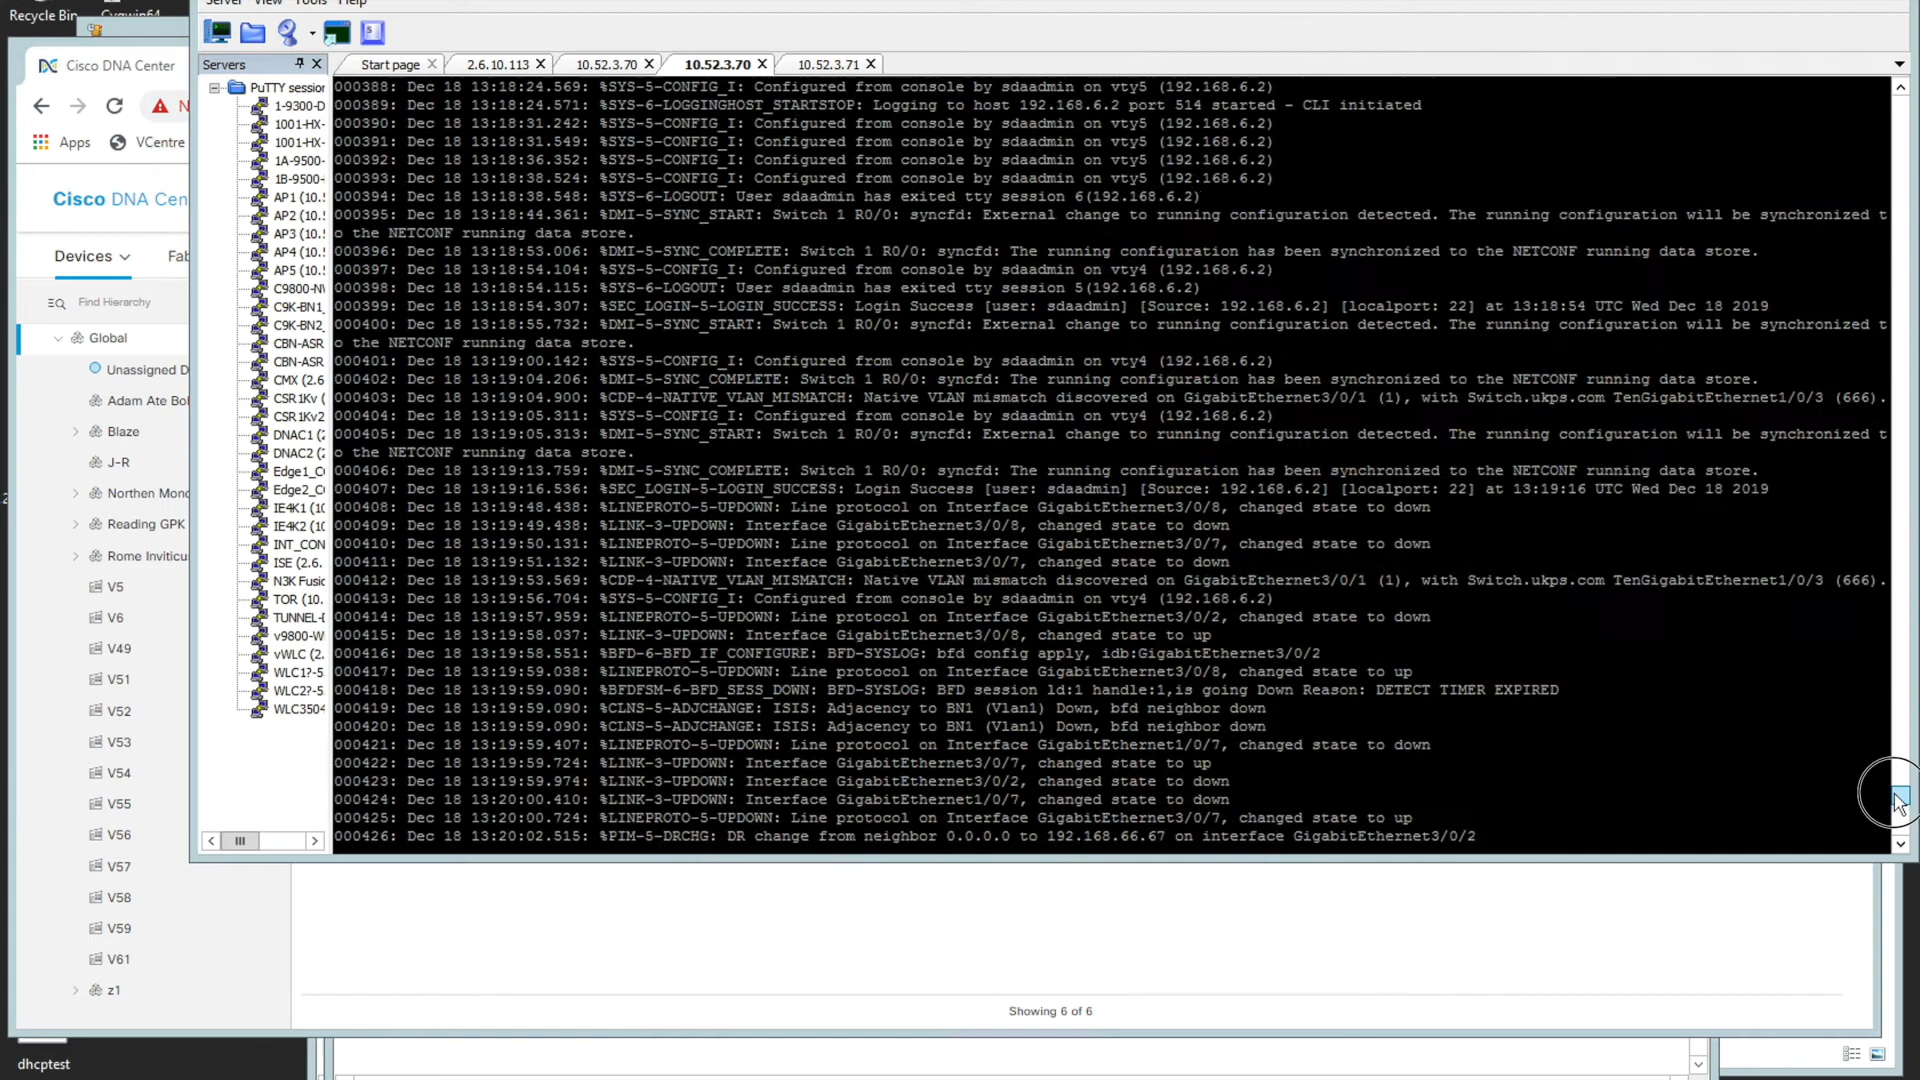 Recycle Bin
Cygwin64
Server View Tools Help
Cisco DNA Center
Apps
VCentre
Cisco DNA Cen
Devices
Fab
Find Hierarchy
Global
Unassigned D
Adam Ate Bol
Blaze
J-R
Northen Mond
Reading GPK
Rome Inviticus
V5
V6
V49
V51
V52
V53
V54
V55
V56
V57
V58
V59
V61
z1
dhcptest
Servers
PuTTY session
1-9300-D
1001-HX-
1001-HX-
1A-9500-
1B-9500-
AP1 (10.5
AP2 (10.
AP3 (10.
AP4 (10.
AP5 (10.
C9800-N
C9K-BN1_
C9K-BN2_
CBN-ASR
CBN-ASR
CMX (2.6
CSR1Kv (
CSR1Kv2
DNAC1 (2
DNAC2 (2
Edge1_C
Edge2_C
IE4K1 (10
IE4K2 (10
INT_CON
ISE (2.6.
N3K Fusio
TOR (10.
TUNNEL-D
v9800-W
vWLC (2.
WLC1?-5
WLC2?-5
WLC3504
Start page
2.6.10.113
10.52.3.70
10.52.3.70
10.52.3.71
000388: Dec 18 13:18:24.569: %SYS-5-CONFIG_I: Configured from console by sdaadmin on vty5 (192.168.6.2)
000389: Dec 18 13:18:24.571: %SYS-6-LOGGINGHOST_STARTSTOP: Logging to host 192.168.6.2 port 514 started - CLI initiated
000390: Dec 18 13:18:31.242: %SYS-5-CONFIG_I: Configured from console by sdaadmin on vty5 (192.168.6.2)
000391: Dec 18 13:18:31.549: %SYS-5-CONFIG_I: Configured from console by sdaadmin on vty5 (192.168.6.2)
000392: Dec 18 13:18:36.352: %SYS-5-CONFIG_I: Configured from console by sdaadmin on vty5 (192.168.6.2)
000393: Dec 18 13:18:38.524: %SYS-5-CONFIG_I: Configured from console by sdaadmin on vty5 (192.168.6.2)
000394: Dec 18 13:18:38.548: %SYS-6-LOGOUT: User sdaadmin has exited tty session 6(192.168.6.2)
000395: Dec 18 13:18:44.361: %DMI-5-SYNC_START: Switch 1 R0/0: syncfd: External change to running configuration detected. The running configuration will be synchronized t
o the NETCONF running data store.
000396: Dec 18 13:18:53.006: %DMI-5-SYNC_COMPLETE: Switch 1 R0/0: syncfd: The running configuration has been synchronized to the NETCONF running data store.
000397: Dec 18 13:18:54.104: %SYS-5-CONFIG_I: Configured from console by sdaadmin on vty4 (192.168.6.2)
000398: Dec 18 13:18:54.115: %SYS-6-LOGOUT: User sdaadmin has exited tty session 5(192.168.6.2)
000399: Dec 18 13:18:54.307: %SEC_LOGIN-5-LOGIN_SUCCESS: Login Success [user: sdaadmin] [Source: 192.168.6.2] [localport: 22] at 13:18:54 UTC Wed Dec 18 2019
000400: Dec 18 13:18:55.732: %DMI-5-SYNC_START: Switch 1 R0/0: syncfd: External change to running configuration detected. The running configuration will be synchronized t
o the NETCONF running data store.
000401: Dec 18 13:19:00.142: %SYS-5-CONFIG_I: Configured from console by sdaadmin on vty4 (192.168.6.2)
000402: Dec 18 13:19:04.206: %DMI-5-SYNC_COMPLETE: Switch 1 R0/0: syncfd: The running configuration has been synchronized to the NETCONF running data store.
000403: Dec 18 13:19:04.900: %CDP-4-NATIVE_VLAN_MISMATCH: Native VLAN mismatch discovered on GigabitEthernet3/0/1 (1), with Switch.ukps.com TenGigabitEthernet1/0/3 (666).
000404: Dec 18 13:19:05.311: %SYS-5-CONFIG_I: Configured from console by sdaadmin on vty4 (192.168.6.2)
000405: Dec 18 13:19:05.313: %DMI-5-SYNC_START: Switch 1 R0/0: syncfd: External change to running configuration detected. The running configuration will be synchronized t
o the NETCONF running data store.
000406: Dec 18 13:19:13.759: %DMI-5-SYNC_COMPLETE: Switch 1 R0/0: syncfd: The running configuration has been synchronized to the NETCONF running data store.
000407: Dec 18 13:19:16.536: %SEC_LOGIN-5-LOGIN_SUCCESS: Login Success [user: sdaadmin] [Source: 192.168.6.2] [localport: 22] at 13:19:16 UTC Wed Dec 18 2019
000408: Dec 18 13:19:48.438: %LINEPROTO-5-UPDOWN: Line protocol on Interface GigabitEthernet3/0/8, changed state to down
000409: Dec 18 13:19:49.438: %LINK-3-UPDOWN: Interface GigabitEthernet3/0/8, changed state to down
000410: Dec 18 13:19:50.131: %LINEPROTO-5-UPDOWN: Line protocol on Interface GigabitEthernet3/0/7, changed state to down
000411: Dec 18 13:19:51.132: %LINK-3-UPDOWN: Interface GigabitEthernet3/0/7, changed state to down
000412: Dec 18 13:19:53.569: %CDP-4-NATIVE_VLAN_MISMATCH: Native VLAN mismatch discovered on GigabitEthernet3/0/1 (1), with Switch.ukps.com TenGigabitEthernet1/0/3 (666).
000413: Dec 18 13:19:56.704: %SYS-5-CONFIG_I: Configured from console by sdaadmin on vty4 (192.168.6.2)
000414: Dec 18 13:19:57.959: %LINEPROTO-5-UPDOWN: Line protocol on Interface GigabitEthernet3/0/2, changed state to down
000415: Dec 18 13:19:58.037: %LINK-3-UPDOWN: Interface GigabitEthernet3/0/8, changed state to up
000416: Dec 18 13:19:58.551: %BFD-6-BFD_IF_CONFIGURE: BFD-SYSLOG: bfd config apply, idb:GigabitEthernet3/0/2
000417: Dec 18 13:19:59.038: %LINEPROTO-5-UPDOWN: Line protocol on Interface GigabitEthernet3/0/8, changed state to up
000418: Dec 18 13:19:59.090: %BFDFSM-6-BFD_SESS_DOWN: BFD-SYSLOG: BFD session ld:1 handle:1,is going Down Reason: DETECT TIMER EXPIRED
000419: Dec 18 13:19:59.090: %CLNS-5-ADJCHANGE: ISIS: Adjacency to BN1 (Vlan1) Down, bfd neighbor down
000420: Dec 18 13:19:59.090: %CLNS-5-ADJCHANGE: ISIS: Adjacency to BN1 (Vlan1) Down, bfd neighbor down
000421: Dec 18 13:19:59.407: %LINEPROTO-5-UPDOWN: Line protocol on Interface GigabitEthernet1/0/7, changed state to down
000422: Dec 18 13:19:59.724: %LINK-3-UPDOWN: Interface GigabitEthernet3/0/7, changed state to up
000423: Dec 18 13:19:59.974: %LINK-3-UPDOWN: Interface GigabitEthernet3/0/2, changed state to down
000424: Dec 18 13:20:00.410: %LINK-3-UPDOWN: Interface GigabitEthernet1/0/7, changed state to down
000425: Dec 18 13:20:00.724: %LINEPROTO-5-UPDOWN: Line protocol on Interface GigabitEthernet3/0/7, changed state to up
000426: Dec 18 13:20:02.515: %PIM-5-DRCHG: DR change from neighbor 0.0.0.0 to 192.168.66.67 on interface GigabitEthernet3/0/2
Showing 6 of 6